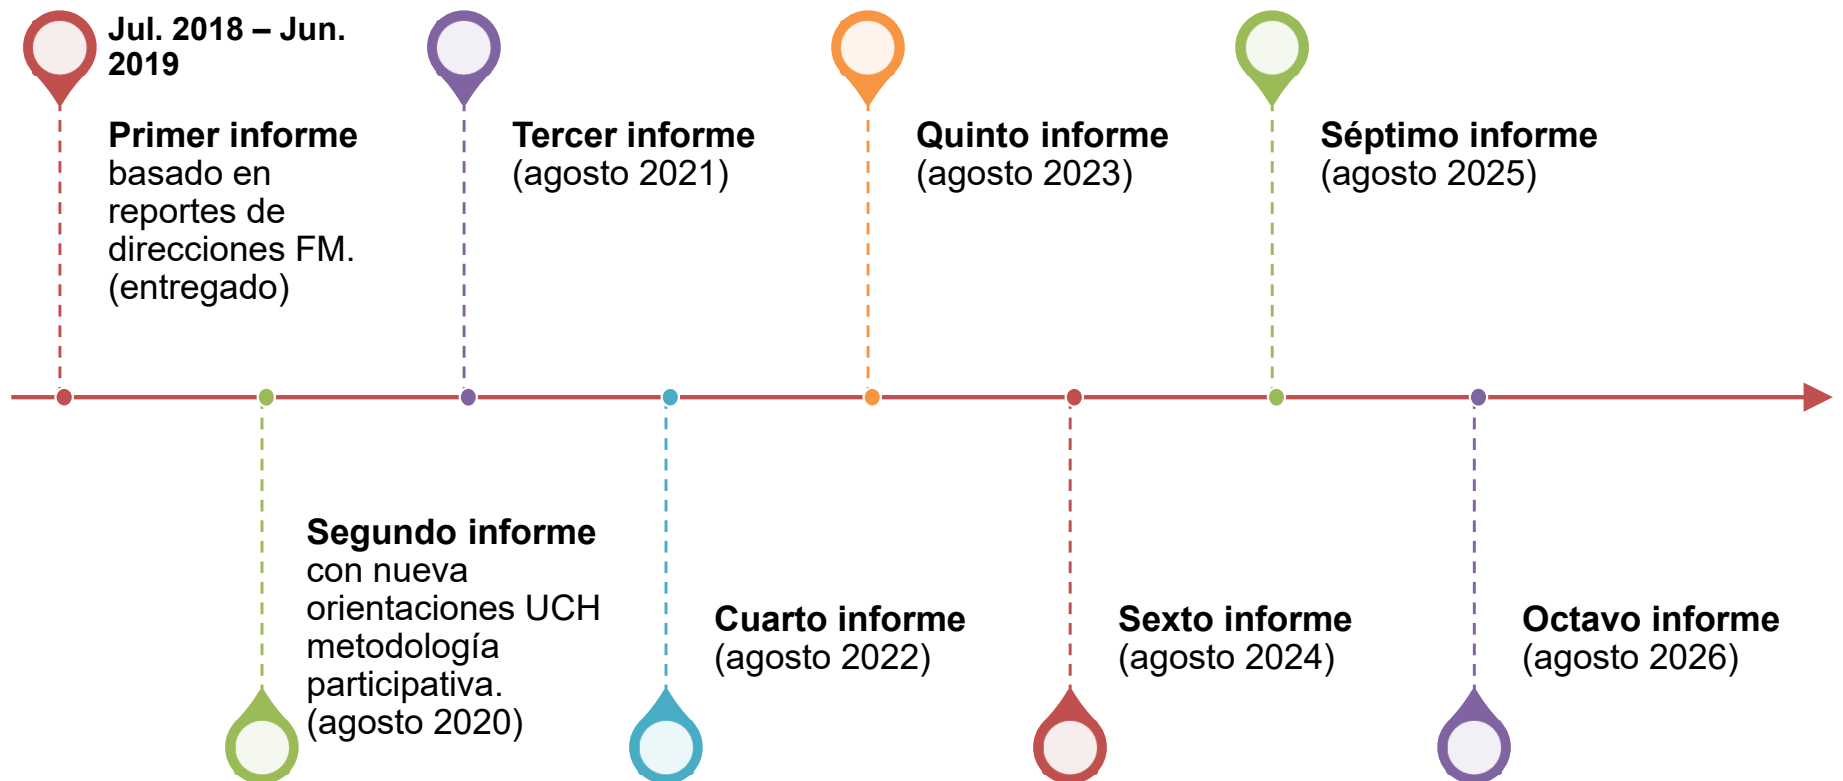 Jul. 2018 – Jun.
2019
Primer informe
basado en
reportes de
direcciones FM.
(entregado)
Segundo informe
con nueva
orientaciones UCH
metodología
participativa.
(agosto 2020)
Tercer informe
(agosto 2021)
Cuarto informe
(agosto 2022)
Quinto informe
(agosto 2023)
Sexto informe
(agosto 2024)
Séptimo informe
(agosto 2025)
Octavo informe
(agosto 2026)